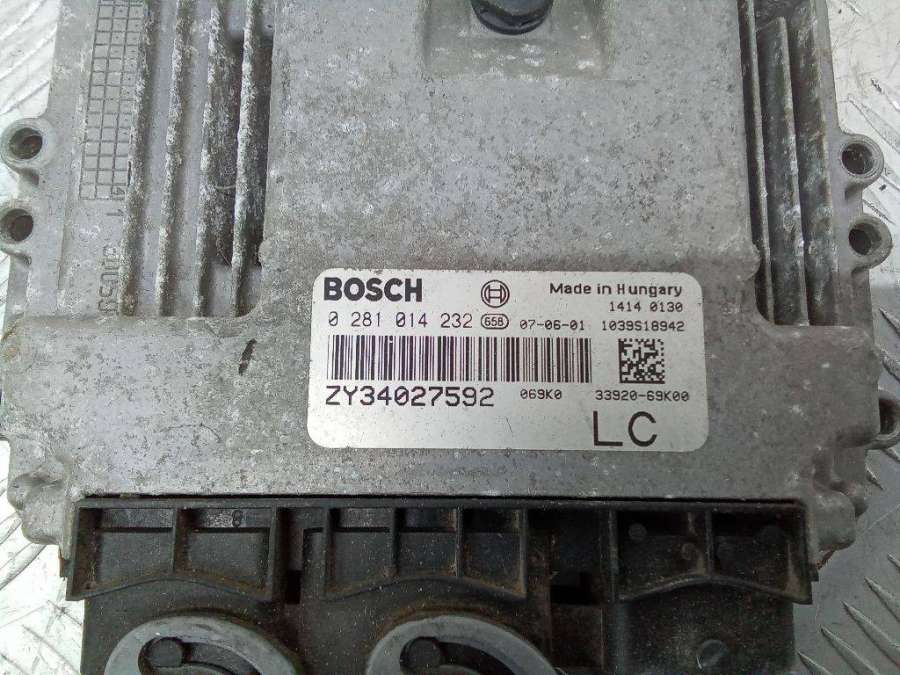 BOSCH Made in Hungary
1414 0130
0 281 014 232 658 07-06-01 1039S18942
ZY34027592 069K0 33920-69K00
LC
8